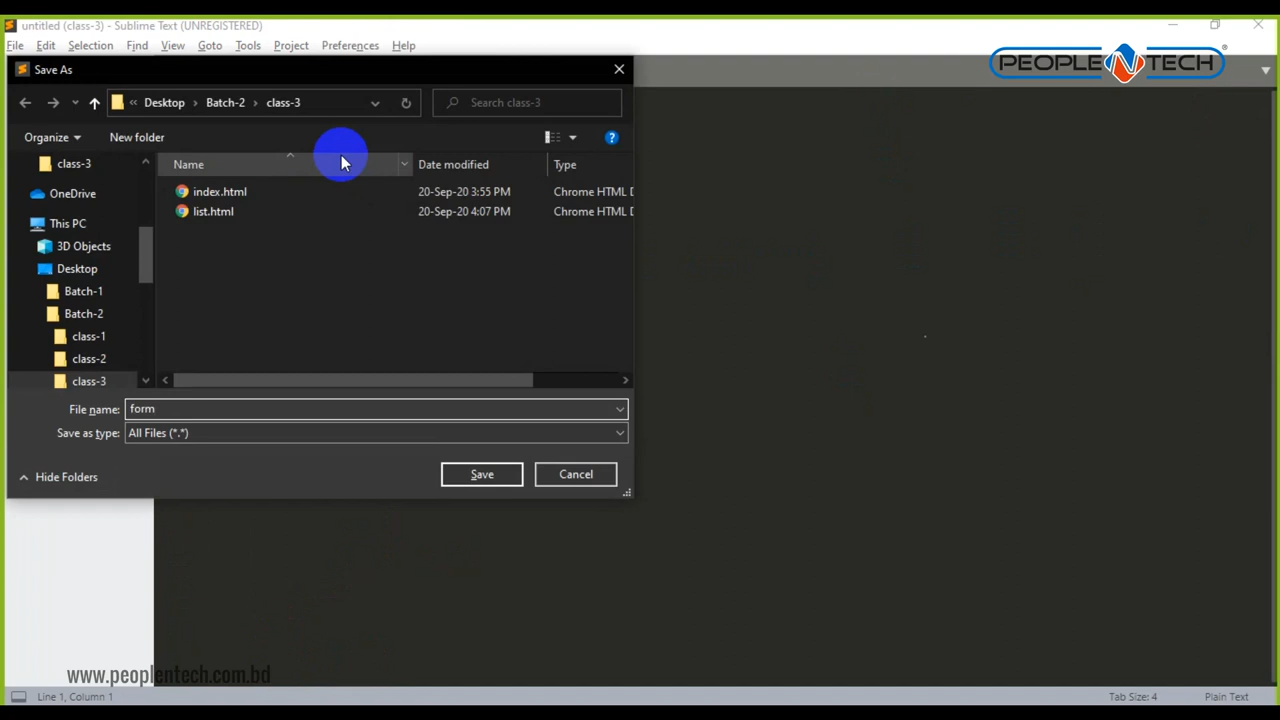 untitled (class-3) - Sublime Text (UNREGISTERED)
File Edit Selection Find View Goto Tools Project Preferences Help
PEOPLE N TECH ®
Save As
« Desktop › Batch-2 › class-3
Search class-3
Organize New folder
Name Date modified Type
class-3
OneDrive
This PC
3D Objects
Desktop
Batch-1
Batch-2
class-1
class-2
class-3
index.html 20-Sep-20 3:55 PM Chrome HTML D
list.html 20-Sep-20 4:07 PM Chrome HTML D
File name: form
Save as type: All Files (*.*)
Hide Folders
Save Cancel
www.peoplentech.com.bd
Line 1, Column 1 Tab Size: 4 Plain Text